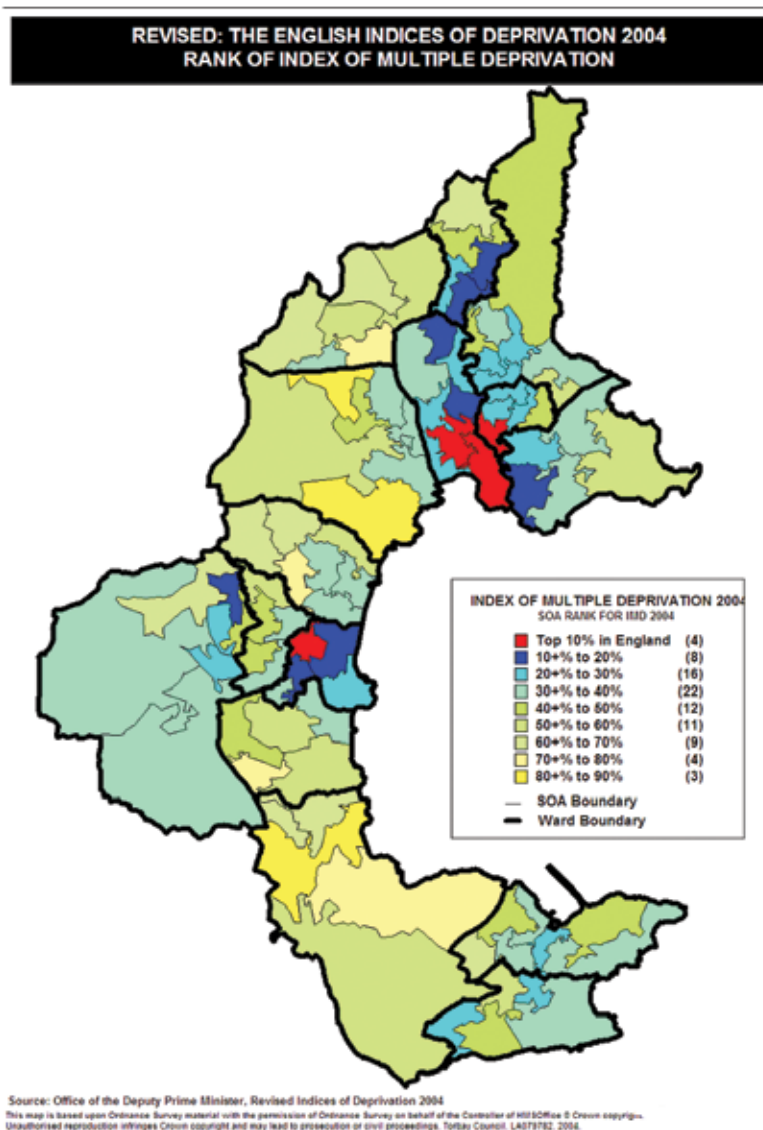 REVISED: THE ENGLISH INDICES OF DEPRIVATION 2004
RANK OF INDEX OF MULTIPLE DEPRIVATION
INDEX OF MULTIPLE DEPRIVATION 2004
SOA RANK FOR IMD 2004
Top 10% in England (4)
10+% to 20% (8)
20+% to 30% (16)
30+% to 40% (22)
40+% to 50% (12)
50+% to 60% (11)
60+% to 70% (9)
70+% to 80% (4)
80+% to 90% (3)
SOA Boundary
Ward Boundary
Source: Office of the Deputy Prime Minister, Revised Indices of Deprivation 2004
This map is based upon Ordnance Survey material with the permission of Ordnance Survey on behalf of the Controller of HMSOffice © Crown copyright.
Unauthorised reproduction infringes Crown copyright and may lead to prosecution or civil proceedings. Torbay Council. LA079782. 2004.